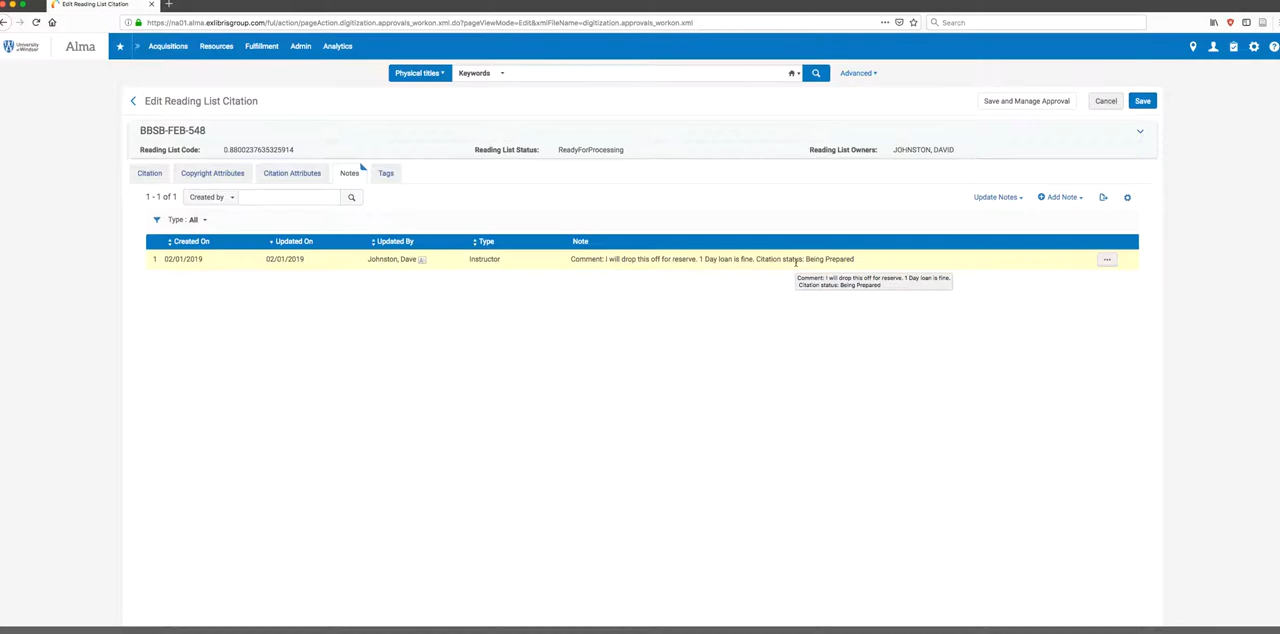 Edit Reading List Citation
https://na01.alma.exlibrisgroup.com/ful/action/pageAction.digitization.approvals_workon.xml.do?pageViewMode=Edit&xmlFileName=digitization.approvals_workon.xml
Search
University of Windsor
Alma
Acquisitions Resources Fulfillment Admin Analytics
Physical titles Keywords Advanced
Edit Reading List Citation
Save and Manage Approval Cancel Save
BBSB-FEB-548
Reading List Code: 0.8800237635325914 Reading List Status: ReadyForProcessing Reading List Owners: JOHNSTON, DAVID
Citation Copyright Attributes Citation Attributes Notes Tags
1 - 1 of 1 Created by Update Notes Add Note
Type : All
Created On Updated On Updated By Type Note
1 02/01/2019 02/01/2019 Johnston, Dave Instructor Comment: I will drop this off for reserve. 1 Day loan is fine. Citation status: Being Prepared
Comment: I will drop this off for reserve. 1 Day loan is fine.
Citation status: Being Prepared